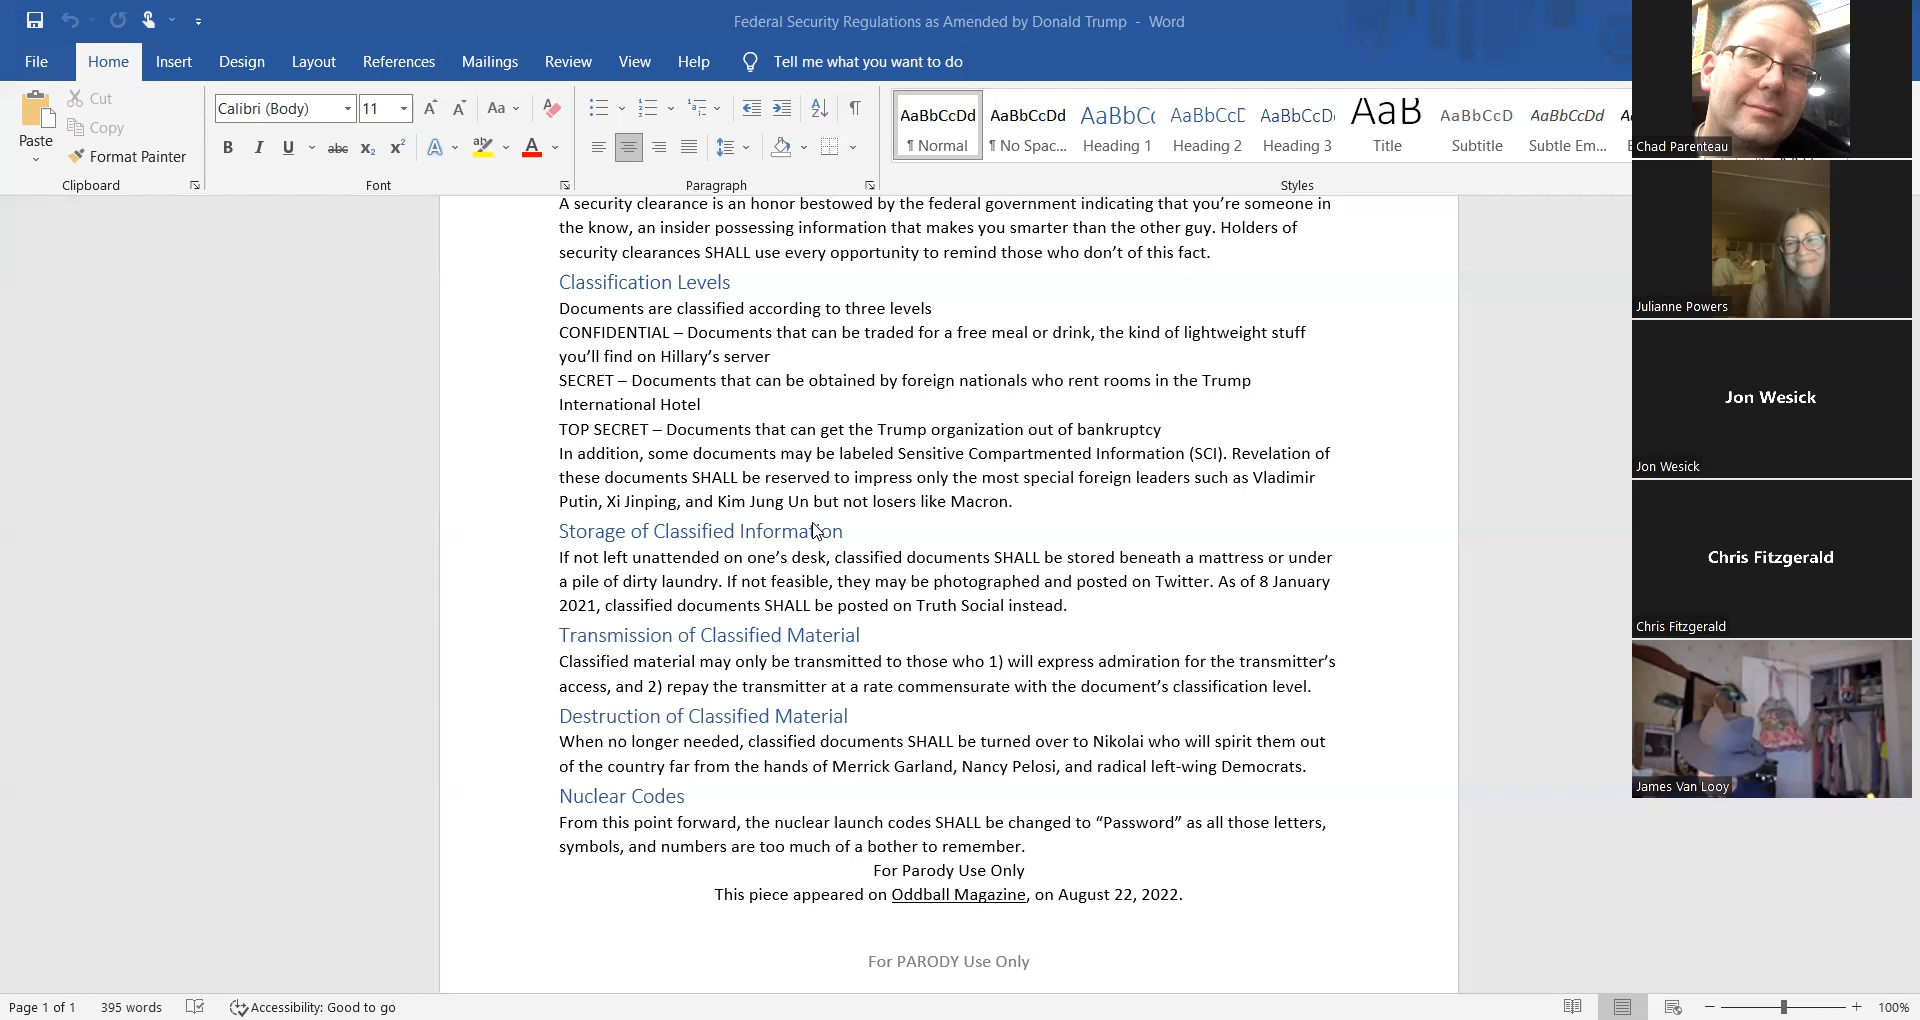 Federal Security Regulations as Amended by Donald Trump - Word
File Home Insert Design Layout References Mailings Review View Help Tell me what you want to do
Paste
Cut
Copy
Format Painter
Clipboard
Calibri (Body) 11
Aa
B I U abc x₂ x² A ab A
Font
Paragraph
AaBbCcDd AaBbCcDd AaBbCc AaBbCcD AaBbCcD AaB AaBbCcD AaBbCcDd
¶ Normal ¶ No Spac... Heading 1 Heading 2 Heading 3 Title Subtitle Subtle Em...
Styles
A security clearance is an honor bestowed by the federal government indicating that you’re someone in
the know, an insider possessing information that makes you smarter than the other guy. Holders of
security clearances SHALL use every opportunity to remind those who don’t of this fact.
Classification Levels
Documents are classified according to three levels
CONFIDENTIAL – Documents that can be traded for a free meal or drink, the kind of lightweight stuff
you’ll find on Hillary’s server
SECRET – Documents that can be obtained by foreign nationals who rent rooms in the Trump
International Hotel
TOP SECRET – Documents that can get the Trump organization out of bankruptcy
In addition, some documents may be labeled Sensitive Compartmented Information (SCI). Revelation of
these documents SHALL be reserved to impress only the most special foreign leaders such as Vladimir
Putin, Xi Jinping, and Kim Jung Un but not losers like Macron.
Storage of Classified Information
If not left unattended on one’s desk, classified documents SHALL be stored beneath a mattress or under
a pile of dirty laundry. If not feasible, they may be photographed and posted on Twitter. As of 8 January
2021, classified documents SHALL be posted on Truth Social instead.
Transmission of Classified Material
Classified material may only be transmitted to those who 1) will express admiration for the transmitter’s
access, and 2) repay the transmitter at a rate commensurate with the document’s classification level.
Destruction of Classified Material
When no longer needed, classified documents SHALL be turned over to Nikolai who will spirit them out
of the country far from the hands of Merrick Garland, Nancy Pelosi, and radical left-wing Democrats.
Nuclear Codes
From this point forward, the nuclear launch codes SHALL be changed to “Password” as all those letters,
symbols, and numbers are too much of a bother to remember.
For Parody Use Only
This piece appeared on Oddball Magazine, on August 22, 2022.
For PARODY Use Only
Chad Parenteau
Julianne Powers
Jon Wesick
Jon Wesick
Chris Fitzgerald
Chris Fitzgerald
James Van Looy
Page 1 of 1 395 words Accessibility: Good to go 100%